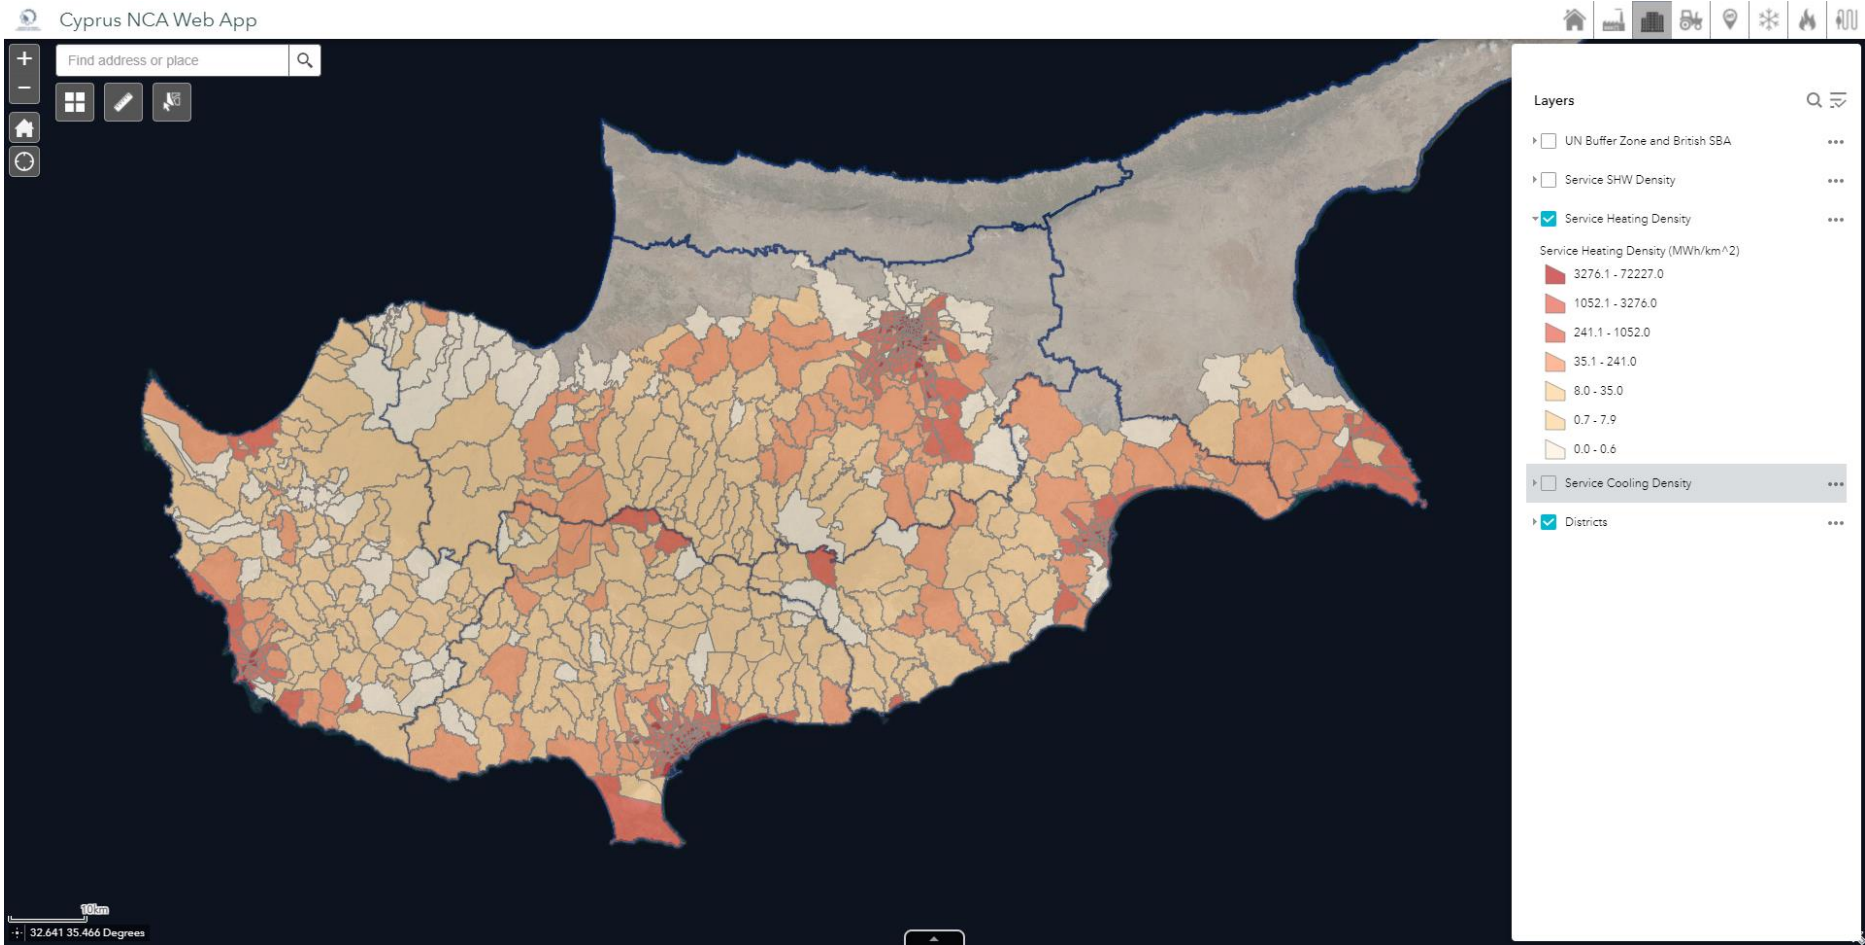 Cyprus NCA Web App
+
Find address or place
−
Layers
UN Buffer Zone and British SBA
Service SHW Density
Service Heating Density
Service Heating Density (MWh/km^2)
3276.1 - 72227.0
1052.1 - 3276.0
241.1 - 1052.0
35.1 - 241.0
8.0 - 35.0
0.7 - 7.9
0.0 - 0.6
Service Cooling Density
Districts
10km
32.641 35.466 Degrees